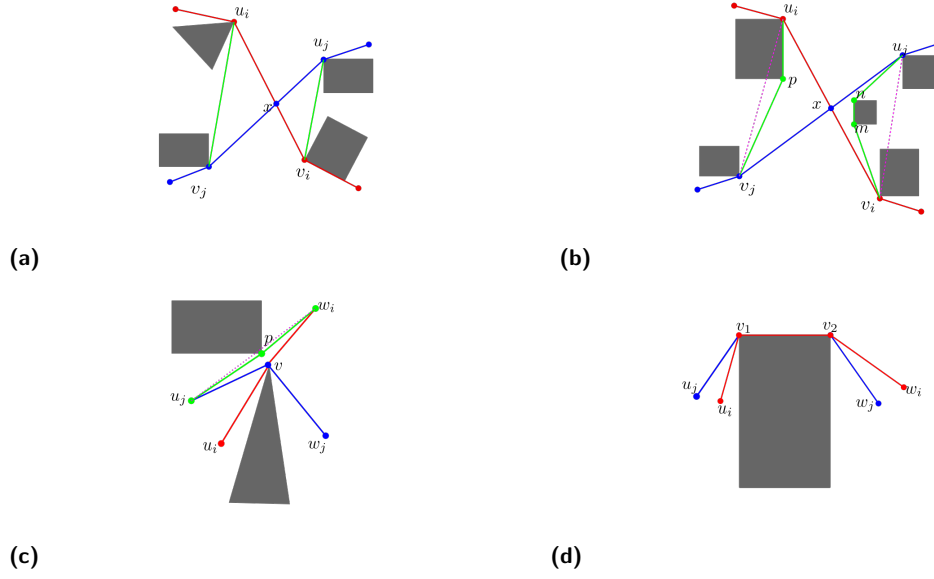 u_i
u_j
x
v_i
v_j
(a)
u_i
u_j
p
n
x
m
v_j
v_i
(b)
w_i
p
v
u_j
u_i
w_j
(c)
v_1
v_2
u_j
u_i
w_i
w_j
(d)